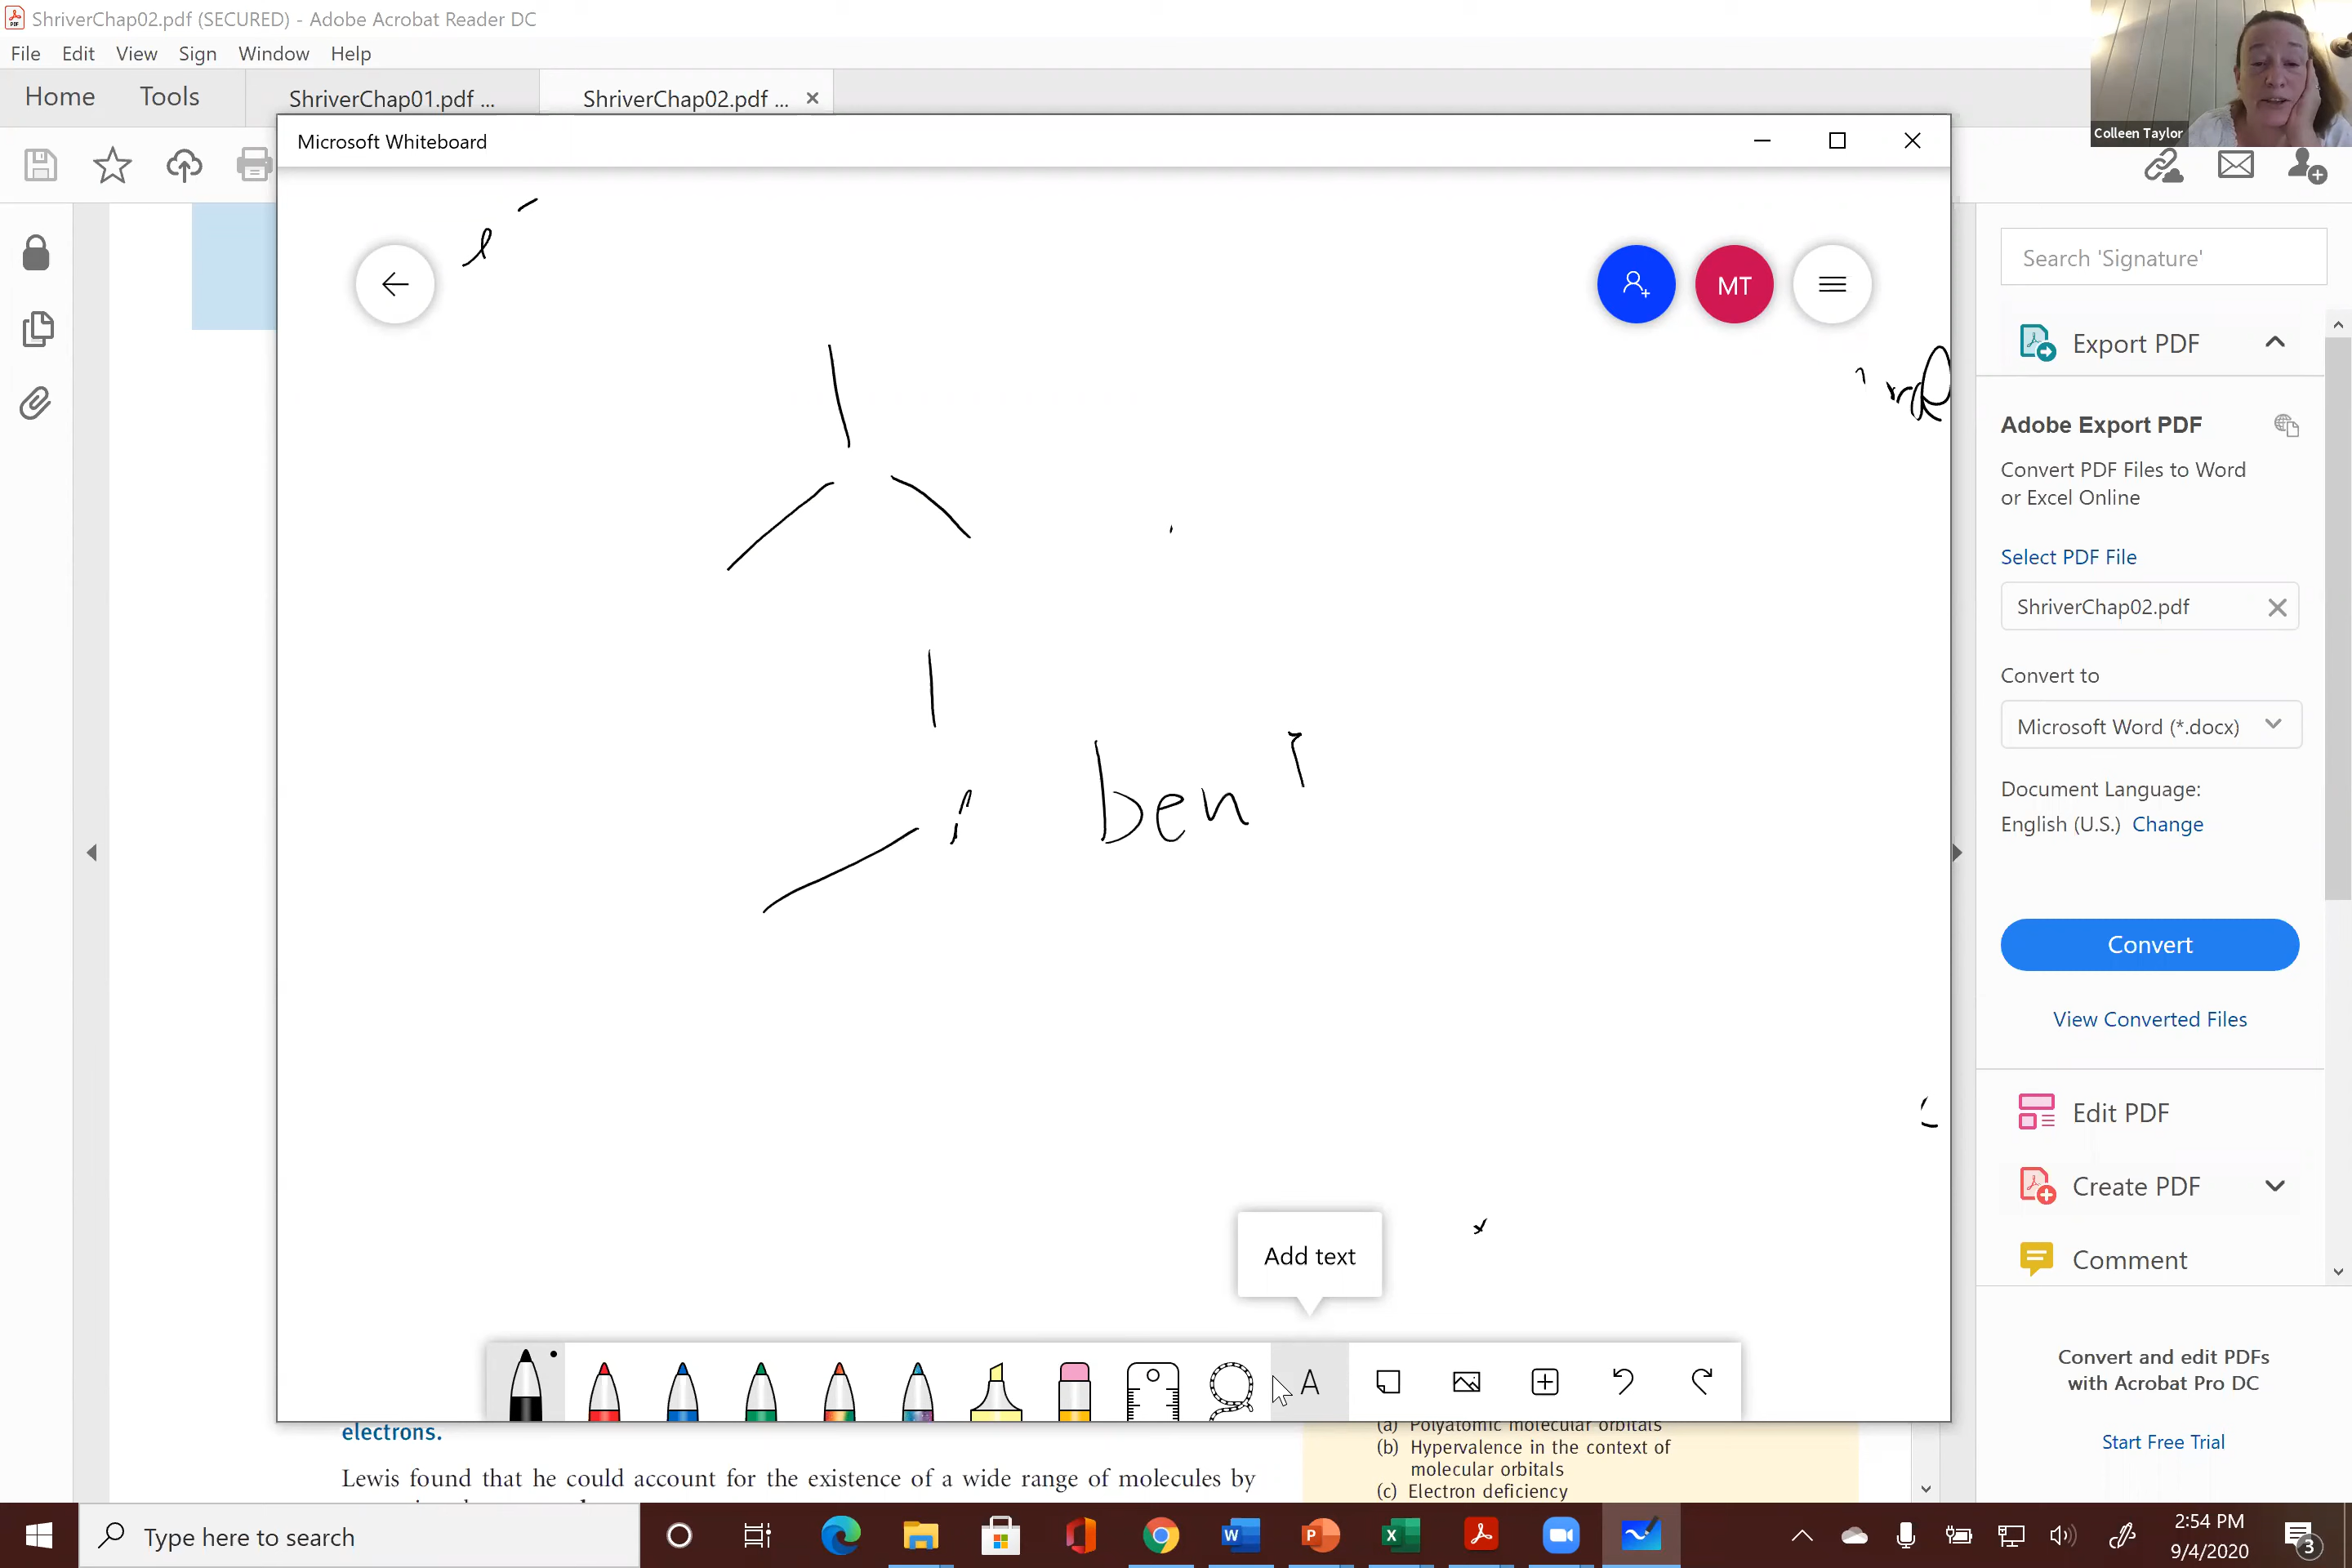 ShriverChap02.pdf (SECURED) - Adobe Acrobat Reader DC
File Edit View Sign Window Help
Home Tools ShriverChap01.pdf ... ShriverChap02.pdf ...
Colleen Taylor
Microsoft Whiteboard
MT
ben
Add text
A
Search 'Signature'
Export PDF
Adobe Export PDF
Convert PDF Files to Word
or Excel Online
Select PDF File
ShriverChap02.pdf
Convert to
Microsoft Word (*.docx)
Document Language:
English (U.S.) Change
Convert
View Converted Files
Edit PDF
Create PDF
Comment
Convert and edit PDFs
with Acrobat Pro DC
Start Free Trial
electrons.
Lewis found that he could account for the existence of a wide range of molecules by
(a) Polyatomic molecular orbitals
(b) Hypervalence in the context of
molecular orbitals
(c) Electron deficiency
Type here to search
2:54 PM
9/4/2020
3